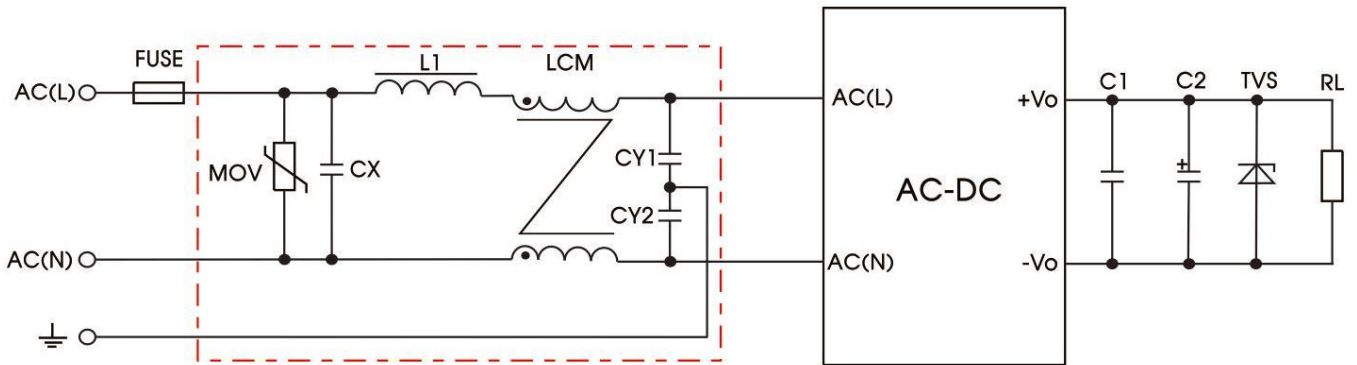 FUSE
L1
LCM
AC(L)
AC(L)
+Vo
C1
C2
TVS
RL
MOV
CX
CY1
CY2
+
AC-DC
AC(N)
AC(N)
-Vo